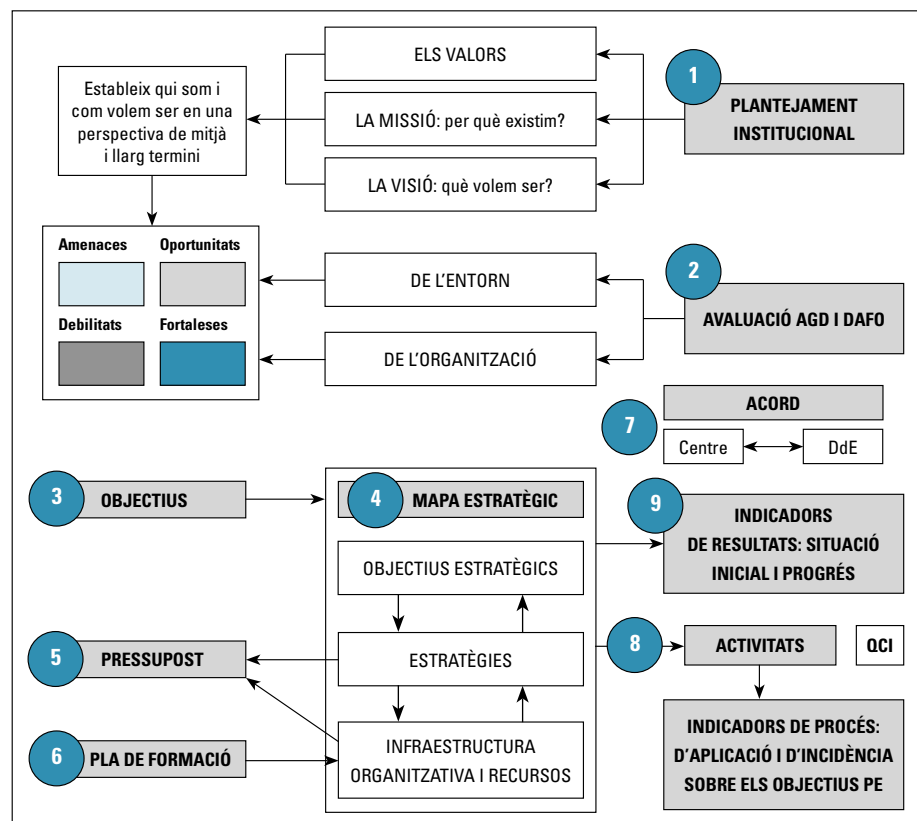 ELS VALORS
1
Estableix qui som i
com volem ser en una
perspectiva de mitjà
i llarg termini
LA MISSIÓ: per què existim?
PLANTEJAMENT
INSTITUCIONAL
LA VISIÓ: què volem ser?
Amenaces
Oportunitats
Debilitats
Fortaleses
DE L'ENTORN
DE L'ORGANITZACIÓ
2
AVALUACIÓ AGD I DAFO
7
ACORD
Centre
DdE
3
OBJECTIUS
4
MAPA ESTRATÈGIC
OBJECTIUS ESTRATÈGICS
ESTRATÈGIES
INFRAESTRUCTURA
ORGANITZATIVA I RECURSOS
9
INDICADORS
DE RESULTATS: SITUACIÓ
INICIAL I PROGRÉS
5
PRESSUPOST
8
ACTIVITATS
QCI
6
PLA DE FORMACIÓ
INDICADORS DE PROCÉS:
D'APLICACIÓ I D'INCIDÈNCIA
SOBRE ELS OBJECTIUS PE